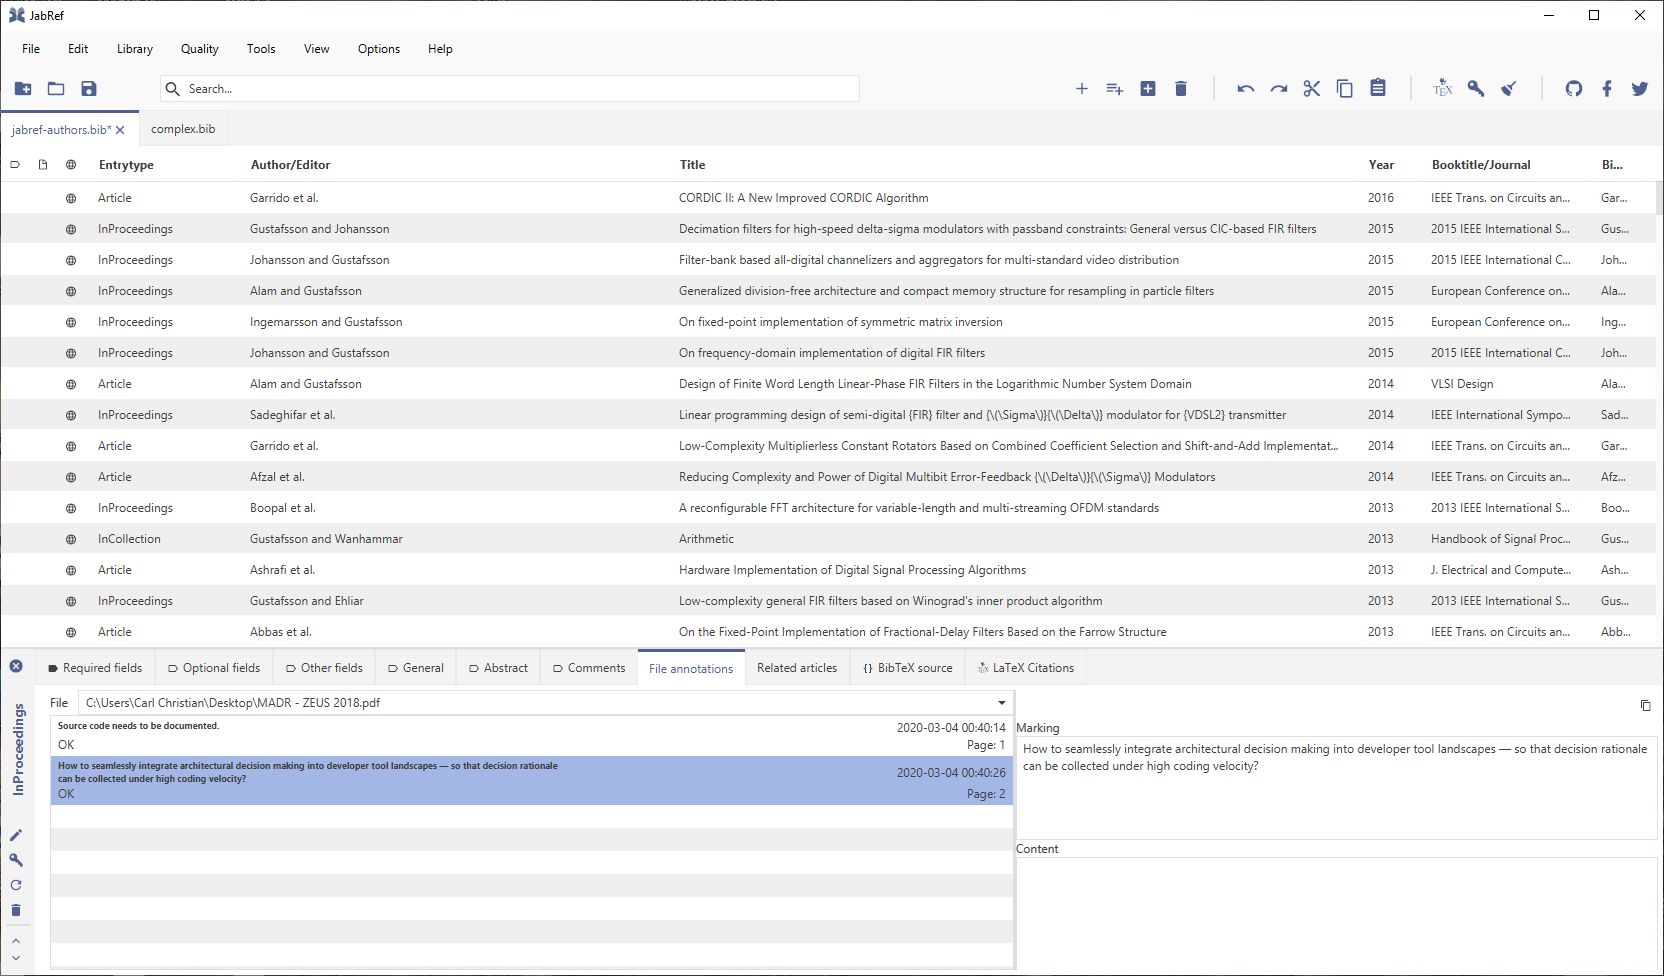 JabRef
File Edit Library Quality Tools View Options Help
Search...
TEX
jabref-authors.bib* complex.bib
Entrytype Author/Editor Title Year Booktitle/Journal Bi...
Article Garrido et al. CORDIC II: A New Improved CORDIC Algorithm 2016 IEEE Trans. on Circuits an... Gar...
InProceedings Gustafsson and Johansson Decimation filters for high-speed delta-sigma modulators with passband constraints: General versus CIC-based FIR filters 2015 2015 IEEE International S... Gus...
InProceedings Johansson and Gustafsson Filter-bank based all-digital channelizers and aggregators for multi-standard video distribution 2015 2015 IEEE International C... Joh...
InProceedings Alam and Gustafsson Generalized division-free architecture and compact memory structure for resampling in particle filters 2015 European Conference on... Ala...
InProceedings Ingemarsson and Gustafsson On fixed-point implementation of symmetric matrix inversion 2015 European Conference on... Ing...
InProceedings Johansson and Gustafsson On frequency-domain implementation of digital FIR filters 2015 2015 IEEE International C... Joh...
Article Alam and Gustafsson Design of Finite Word Length Linear-Phase FIR Filters in the Logarithmic Number System Domain 2014 VLSI Design Ala...
InProceedings Sadeghifar et al. Linear programming design of semi-digital {FIR} filter and {\(\Sigma\)}{\(\Delta\)} modulator for {VDSL2} transmitter 2014 IEEE International Sympo... Sad...
Article Garrido et al. Low-Complexity Multiplierless Constant Rotators Based on Combined Coefficient Selection and Shift-and-Add Implementat... 2014 IEEE Trans. on Circuits an... Gar...
Article Afzal et al. Reducing Complexity and Power of Digital Multibit Error-Feedback {\(\Delta\)}{\(\Sigma\)} Modulators 2014 IEEE Trans. on Circuits an... Afz...
InProceedings Boopal et al. A reconfigurable FFT architecture for variable-length and multi-streaming OFDM standards 2013 2013 IEEE International S... Boo...
InCollection Gustafsson and Wanhammar Arithmetic 2013 Handbook of Signal Proc... Gus...
Article Ashrafi et al. Hardware Implementation of Digital Signal Processing Algorithms 2013 J. Electrical and Compute... Ash...
InProceedings Gustafsson and Ehliar Low-complexity general FIR filters based on Winograd's inner product algorithm 2013 2013 IEEE International S... Gus...
Article Abbas et al. On the Fixed-Point Implementation of Fractional-Delay Filters Based on the Farrow Structure 2013 IEEE Trans. on Circuits an... Abb...
Required fields Optional fields Other fields General Abstract Comments File annotations Related articles {} BibTeX source LaTeX Citations
InProceedings
File C:\Users\Carl Christian\Desktop\MADR - ZEUS 2018.pdf
Source code needs to be documented. 2020-03-04 00:40:14
OK Page: 1
How to seamlessly integrate architectural decision making into developer tool landscapes — so that decision rationale
can be collected under high coding velocity? 2020-03-04 00:40:26
OK Page: 2
Marking
How to seamlessly integrate architectural decision making into developer tool landscapes — so that decision rationale
can be collected under high coding velocity?
Content